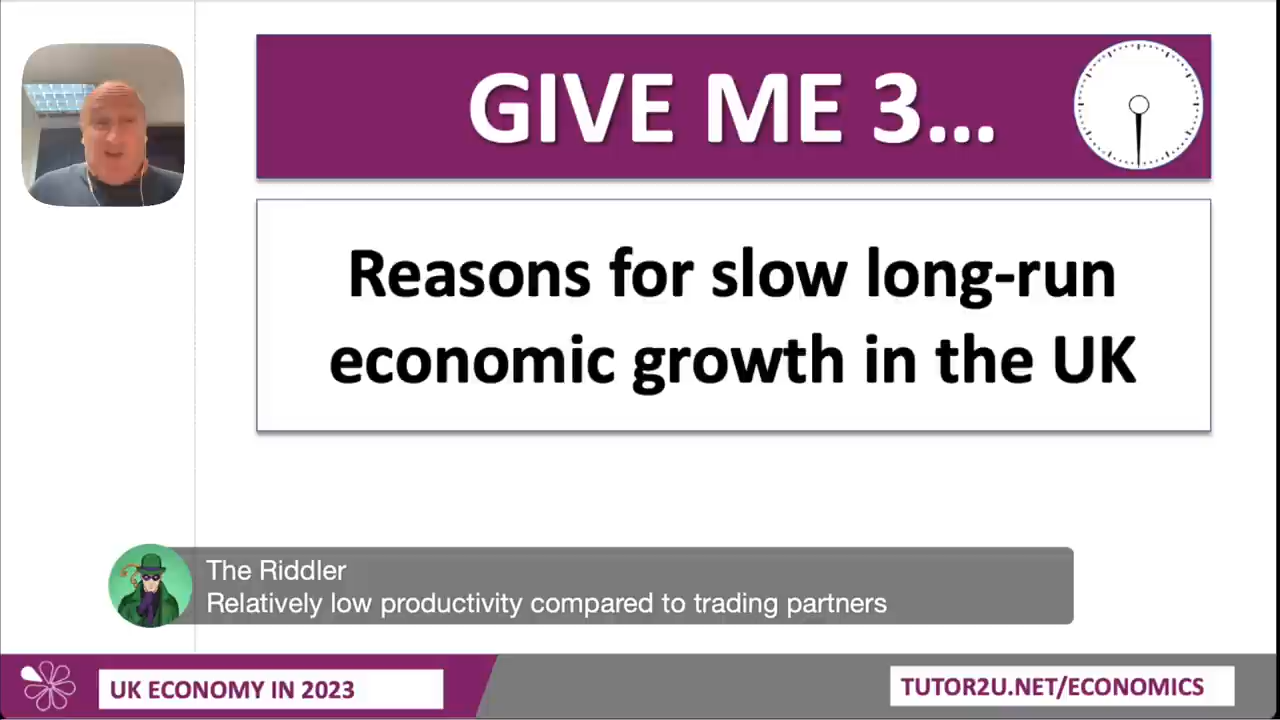 GIVE ME 3...
Reasons for slow long-run
economic growth in the UK
The Riddler
Relatively low productivity compared to trading partners
UK ECONOMY IN 2023
TUTOR2U.NET/ECONOMICS